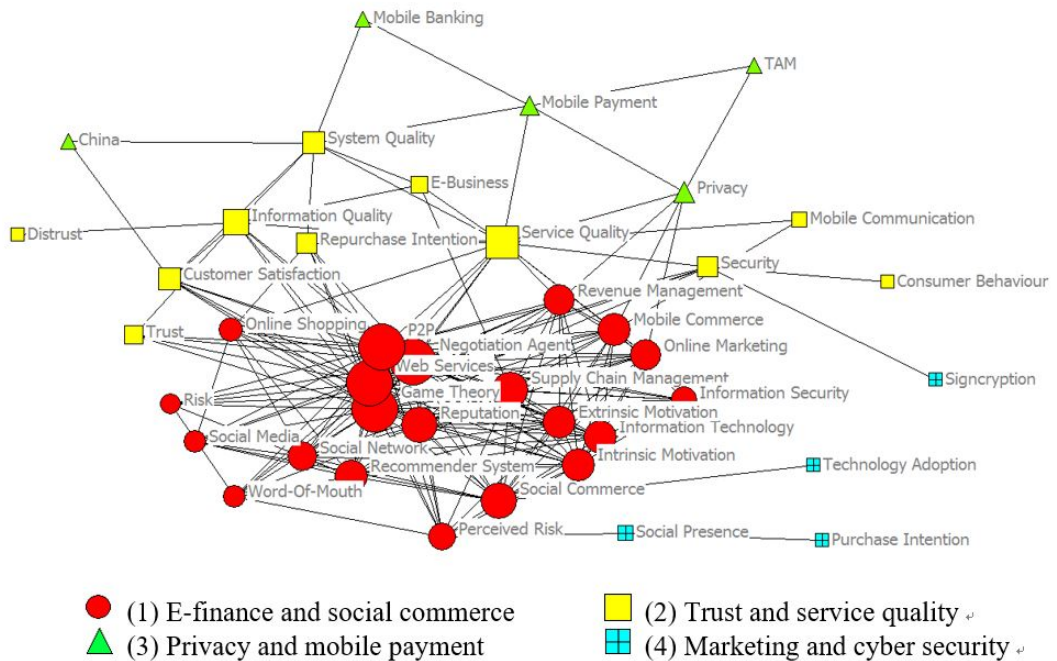 Mobile Banking
TAM
Mobile Payment
China
System Quality
E-Business
Privacy
Information Quality
Mobile Communication
Distrust
Repurchase Intention
Service Quality
Customer Satisfaction
Security
Consumer Behaviour
Revenue Management
Online Shopping
Mobile Commerce
Trust
P2P
Negotiation Agent
Online Marketing
Web Services
Supply Chain Management
Signcryption
Game Theory
Information Security
Risk
Reputation
Extrinsic Motivation
Information Technology
Social Media
Social Network
Intrinsic Motivation
Recommender System
Technology Adoption
Word-Of-Mouth
Social Commerce
Perceived Risk
Social Presence
Purchase Intention
(1) E-finance and social commerce
(2) Trust and service quality
(3) Privacy and mobile payment
(4) Marketing and cyber security